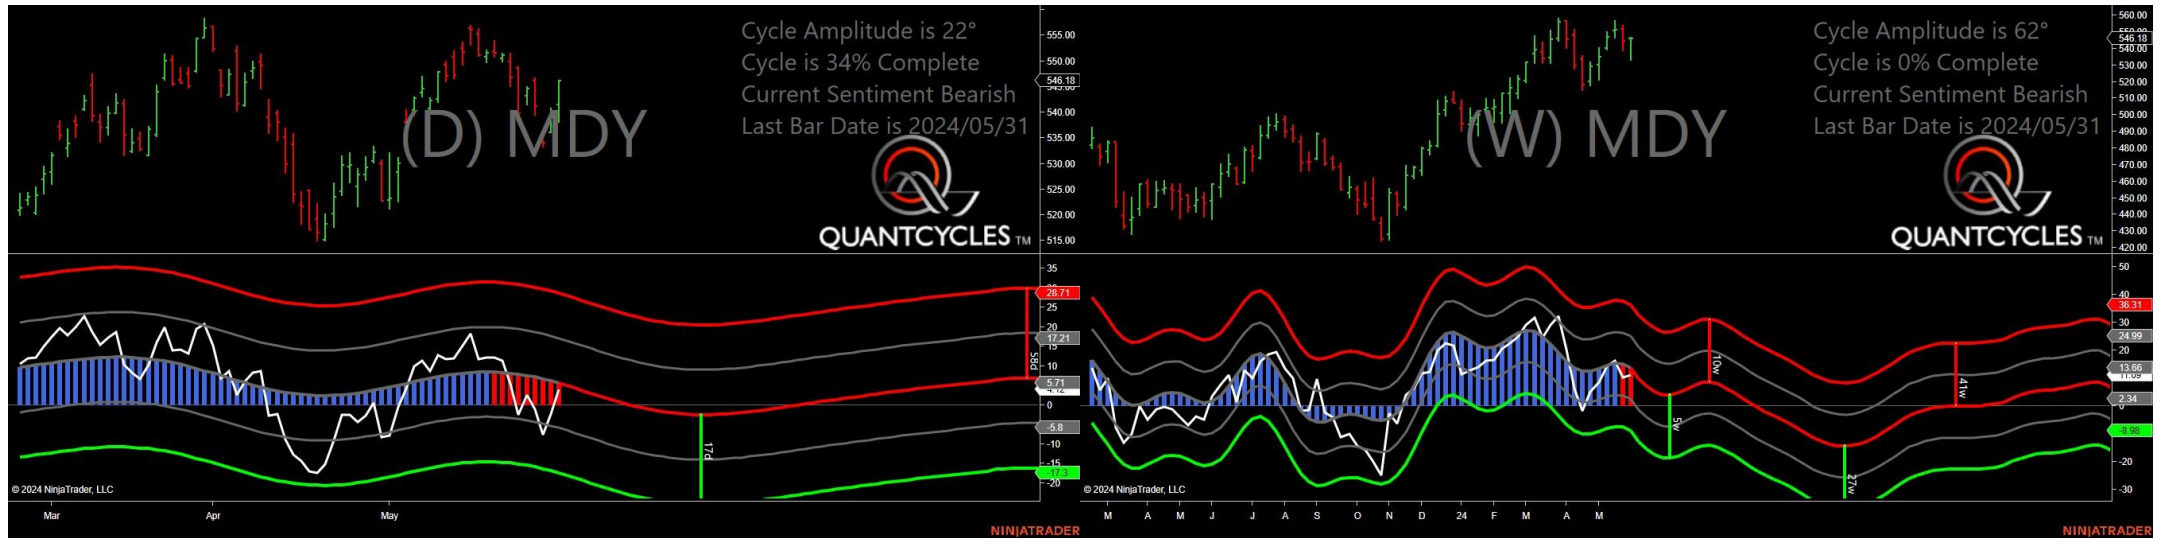 Cycle Amplitude is 22°
Cycle is 34% Complete
Current Sentiment Bearish
Last Bar Date is 2024/05/31
(D) MDY
QUANTCYCLES TM
555.00
550.00
546.18
540.00
535.00
530.00
525.00
520.00
515.00
35
28.71
25
20
17.21
15
10
5.71
0
-5.8
-10
-15
-17.3
-20
58d
17d
© 2024 NinjaTrader, LLC
Mar Apr May
NINJATRADER
Cycle Amplitude is 62°
Cycle is 0% Complete
Current Sentiment Bearish
Last Bar Date is 2024/05/31
(W) MDY
QUANTCYCLES TM
560.00
546.18
540.00
530.00
520.00
510.00
500.00
490.00
480.00
470.00
460.00
450.00
440.00
430.00
420.00
50
40
36.31
30
24.99
20
13.66
11.09
2.34
0
-8.98
-20
-30
10w
5w
41w
27w
© 2024 NinjaTrader, LLC
M A M J J A S O N D 24 F M A M
NINJATRADER